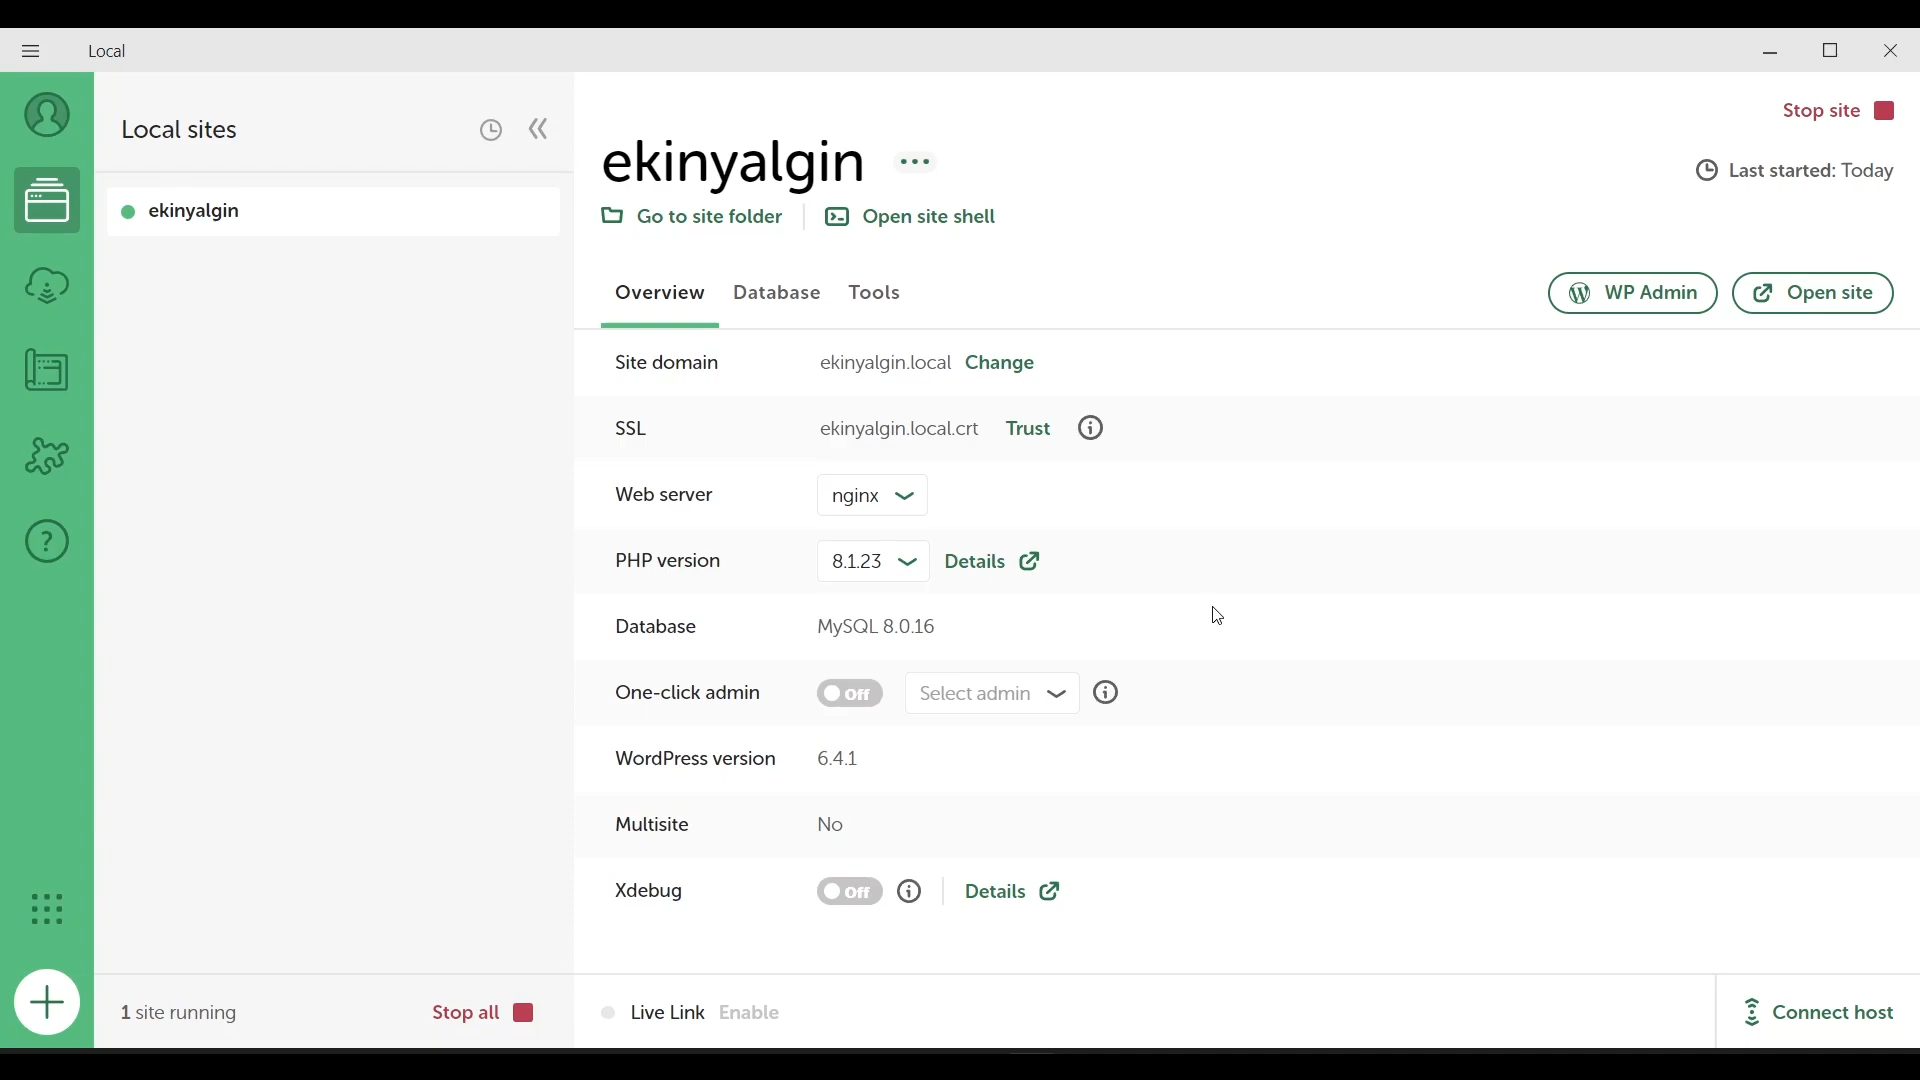 Local
Local sites
ekinyalgin
1 site running
Stop all
Stop site
ekinyalgin
Last started: Today
Go to site folder
Open site shell
Overview
Database
Tools
WP Admin
Open site
Site domain
ekinyalgin.local Change
SSL
ekinyalgin.local.crt Trust
Web server
nginx
PHP version
8.1.23
Details
Database
MySQL 8.0.16
One-click admin
Off
Select admin
WordPress version
6.4.1
Multisite
No
Xdebug
Off
Details
Live Link Enable
Connect host